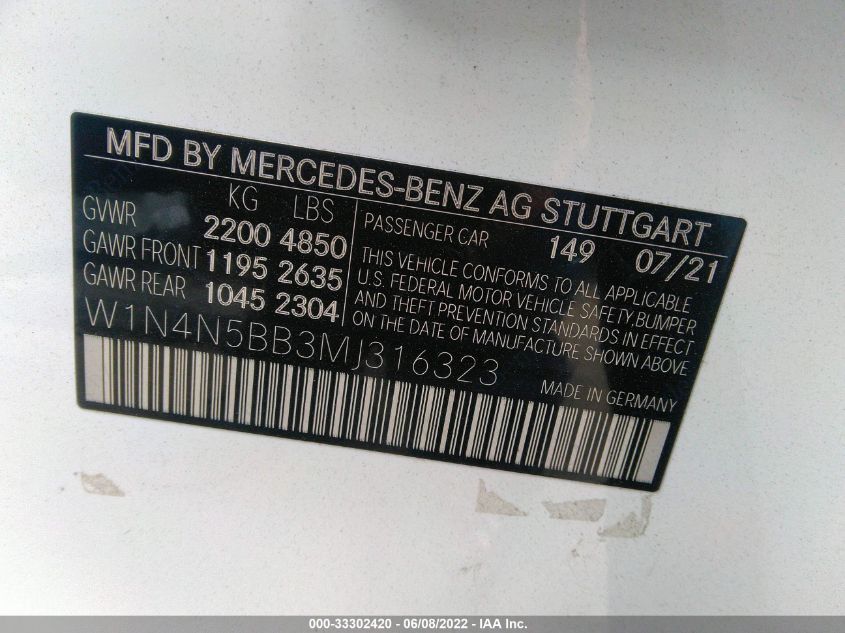 MFD BY MERCEDES-BENZ AG STUTTGART
KG LBS
GVWR 2200 4850
GAWR FRONT 1195 2635
GAWR REAR 1045 2304
PASSENGER CAR 149 07/21
THIS VEHICLE CONFORMS TO ALL APPLICABLE
U.S. FEDERAL MOTOR VEHICLE SAFETY, BUMPER
AND THEFT PREVENTION STANDARDS IN EFFECT
ON THE DATE OF MANUFACTURE SHOWN ABOVE
W1N4N5BB3MJ316323
MADE IN GERMANY
000-33302420 - 06/08/2022 - IAA Inc.